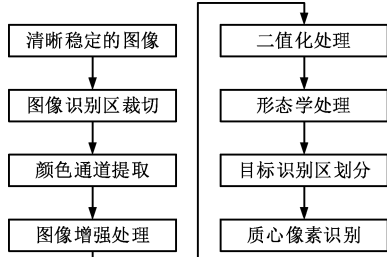 清晰稳定的图像
图像识别区裁切
颜色通道提取
图像增强处理
二值化处理
形态学处理
目标识别区划分
质心像素识别